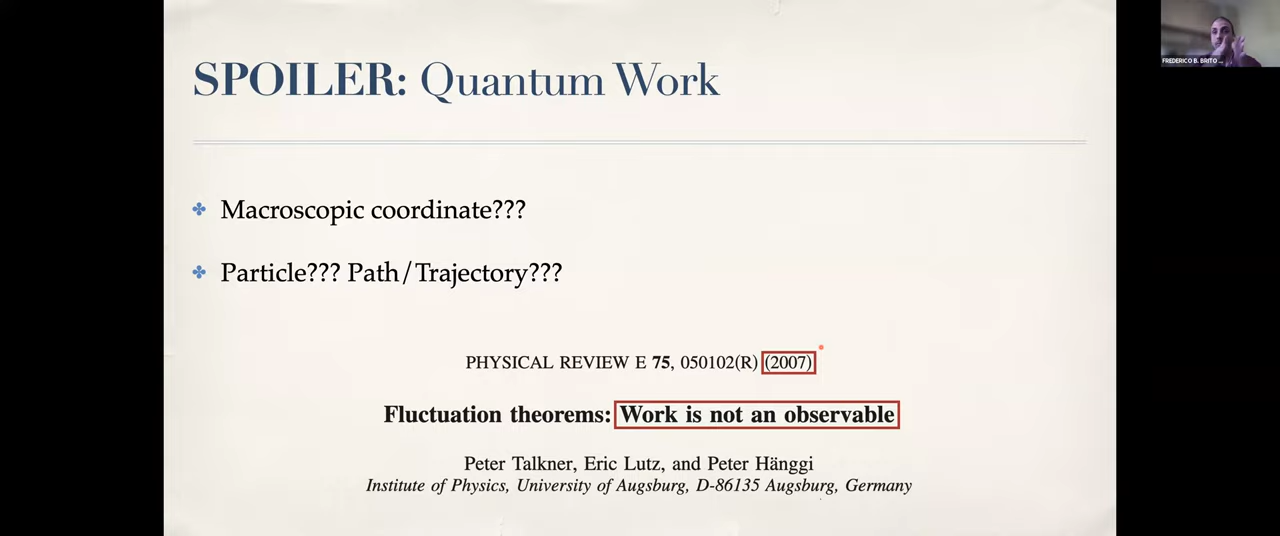 FREDERICO B. BRITO ...
SPOILER: Quantum Work
Macroscopic coordinate???
Particle??? Path/Trajectory???
PHYSICAL REVIEW E 75, 050102(R) (2007)
Fluctuation theorems: Work is not an observable
Peter Talkner, Eric Lutz, and Peter Hänggi
Institute of Physics, University of Augsburg, D-86135 Augsburg, Germany